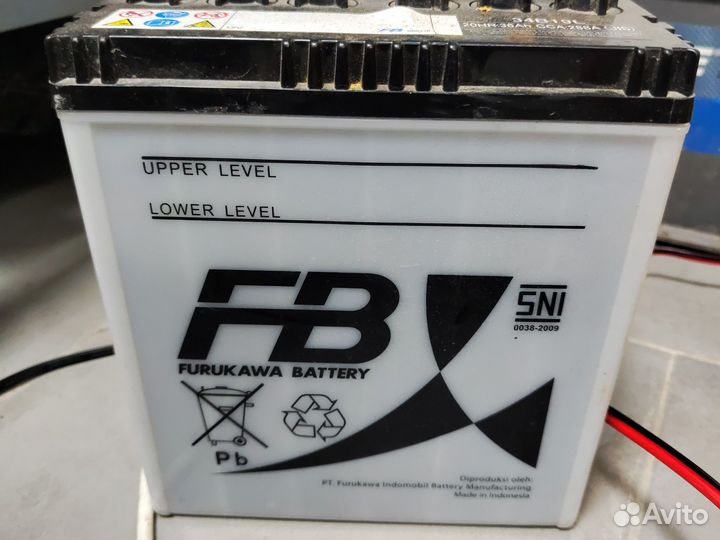 34B19L
UPPER LEVEL
LOWER LEVEL
FB
SNI
0038-2009
FURUKAWA BATTERY
Pb
Diproduksi oleh:
PT. Furukawa Indomobil Battery Manufacturing.
Made in Indonesia
Avito